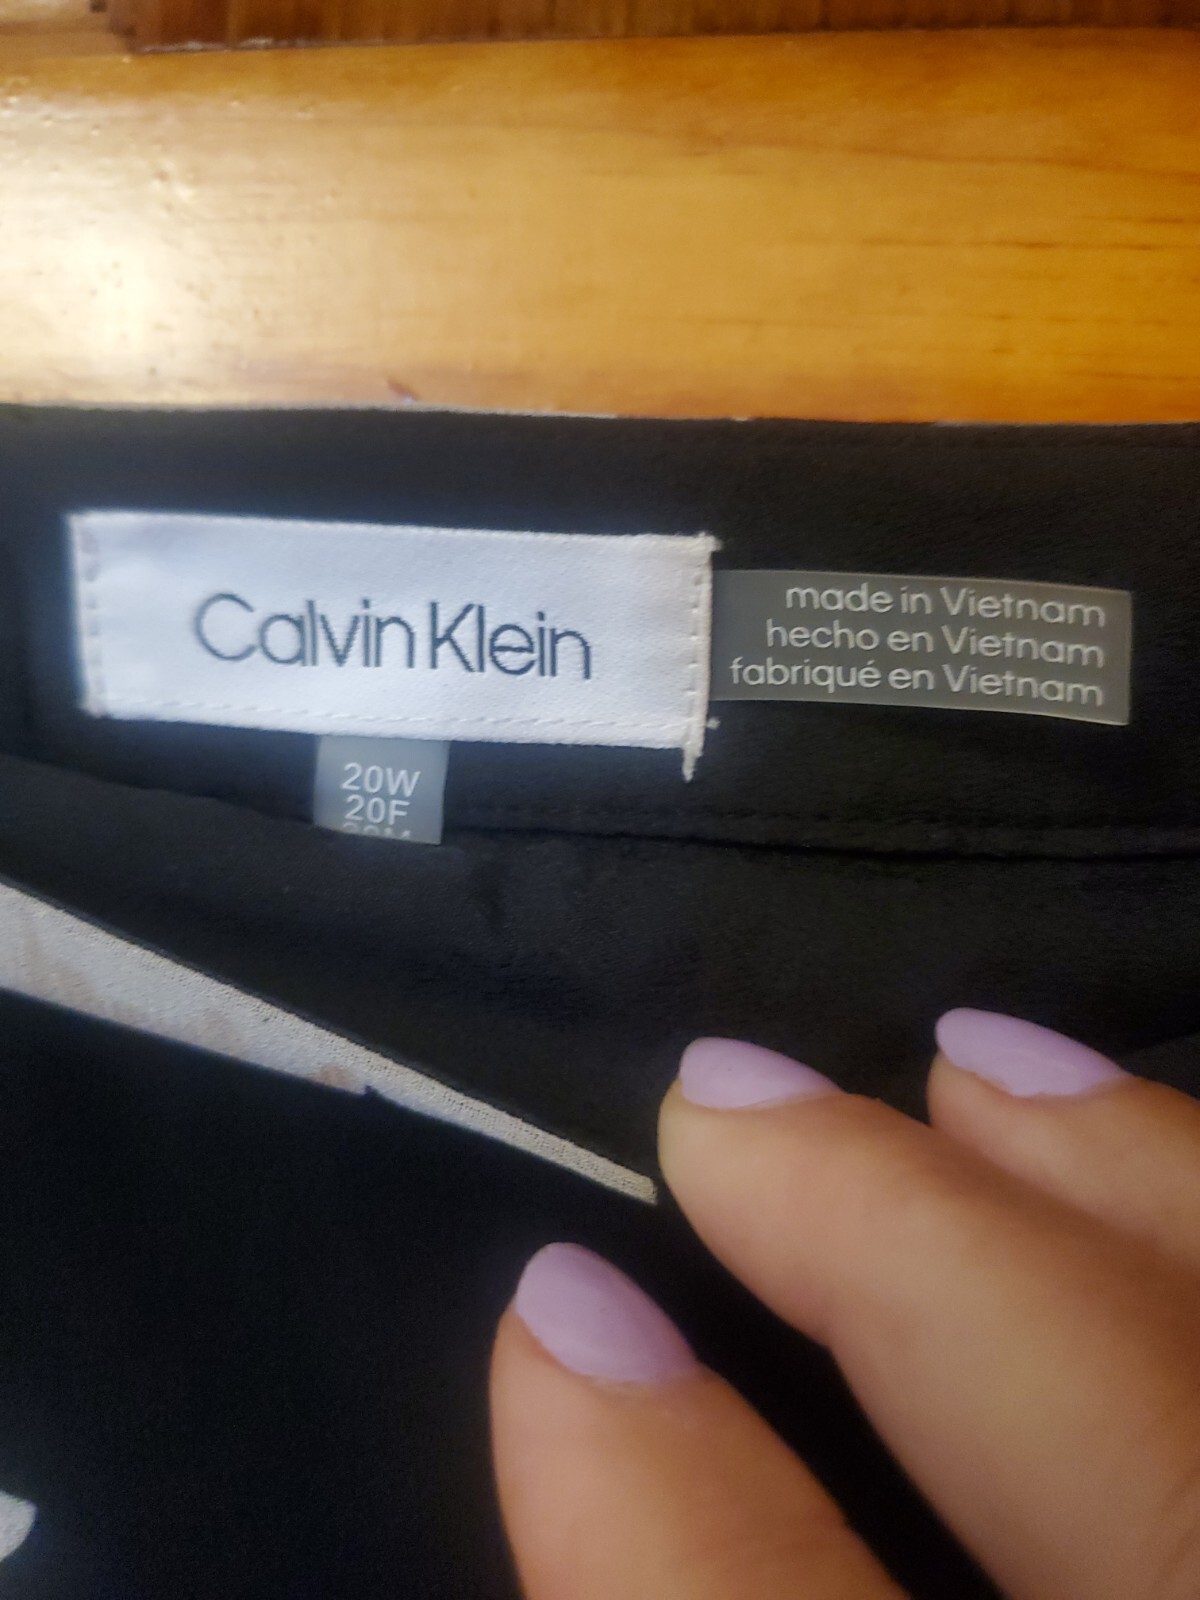 Calvin Klein
made in Vietnam
hecho en Vietnam
fabriqué en Vietnam
20W
20F